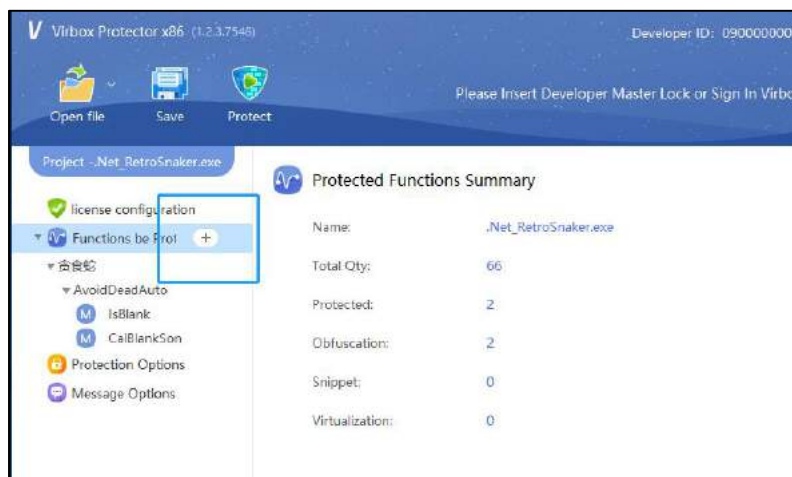 Virbox Protector x86 (1.2.3.7546)
Developer ID: 090000000
Open file
Save
Protect
Please Insert Developer Master Lock or Sign In Virbo
Project -.Net_RetroSnaker.exe
Protected Functions Summary
license configuration
Functions be Prot
+
Name: .Net_RetroSnaker.exe
Total Qty: 66
贪食蛇
AvoidDeadAuto
Protected: 2
M IsBlank
M CalBlankSon
Obfuscation: 2
Protection Options
Snippet: 0
Message Options
Virtualization: 0